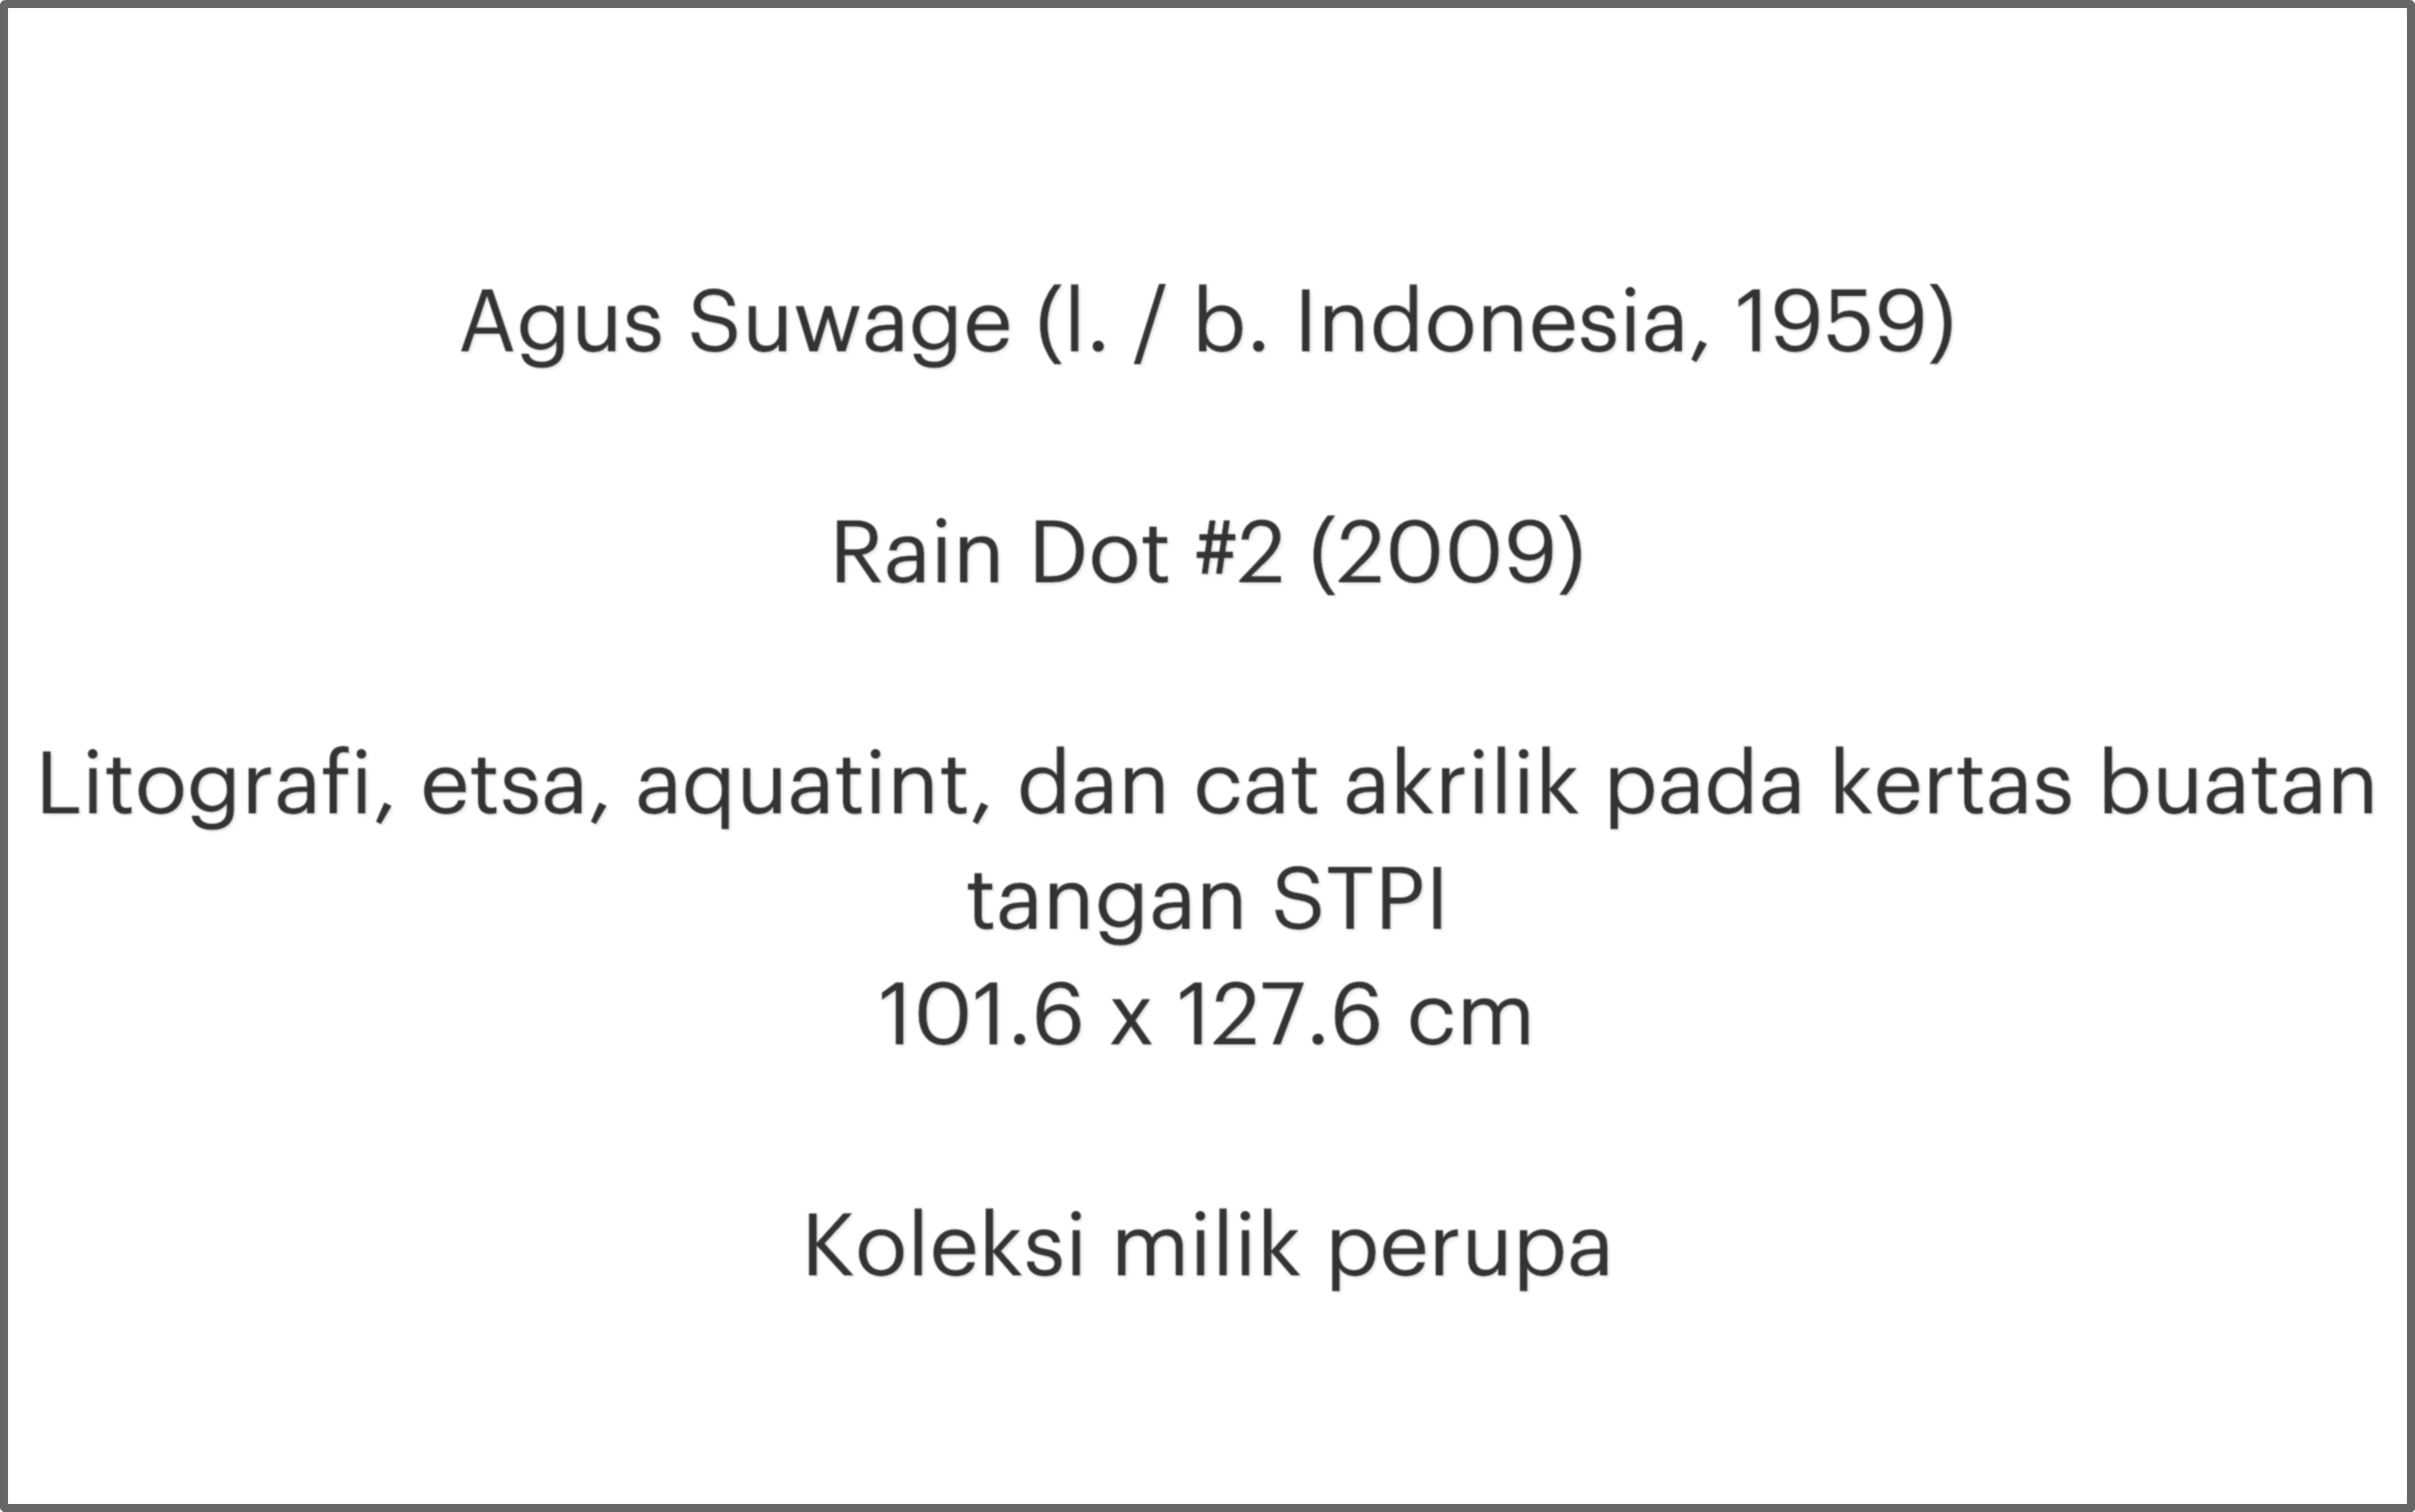 Agus Suwage (l. / b. Indonesia, 1959)
Rain Dot #2 (2009)
Litografi, etsa, aquatint, dan cat akrilik pada kertas buatan
tangan STPI
101.6 x 127.6 cm
Koleksi milik perupa